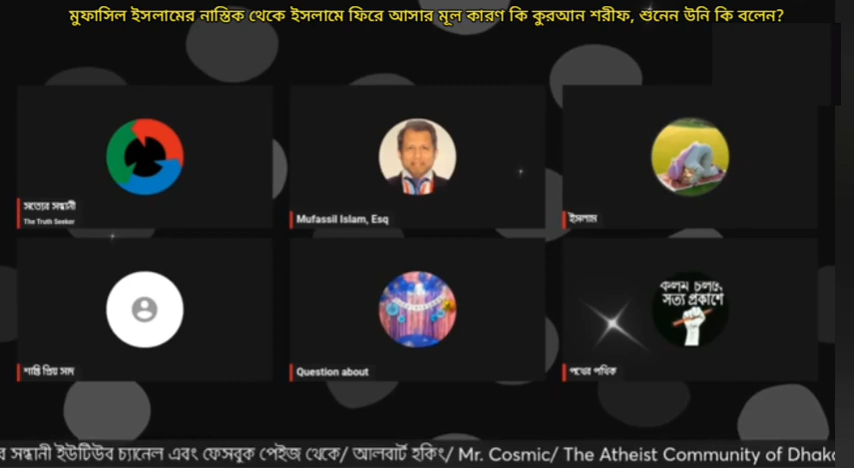 মুফাসিল ইসলামের নাস্তিক থেকে ইসলামে ফিরে আসার মূল কারণ কি কুরআন শরীফ, শুনেন উনি কি বলেন?
সত্যের সন্ধানী
The Truth Seeker
Mufassil Islam, Esq
ইসলাম
শান্তি প্রিয় সাদ
Question about
কলম চলবে,
সত্য প্রকাশে
পথের পথিক
র সন্ধানী ইউটিউব চ্যানেল এবং ফেসবুক পেইজ থেকে/ আলবার্ট হকিং/ Mr. Cosmic/ The Atheist Community of Dhaka